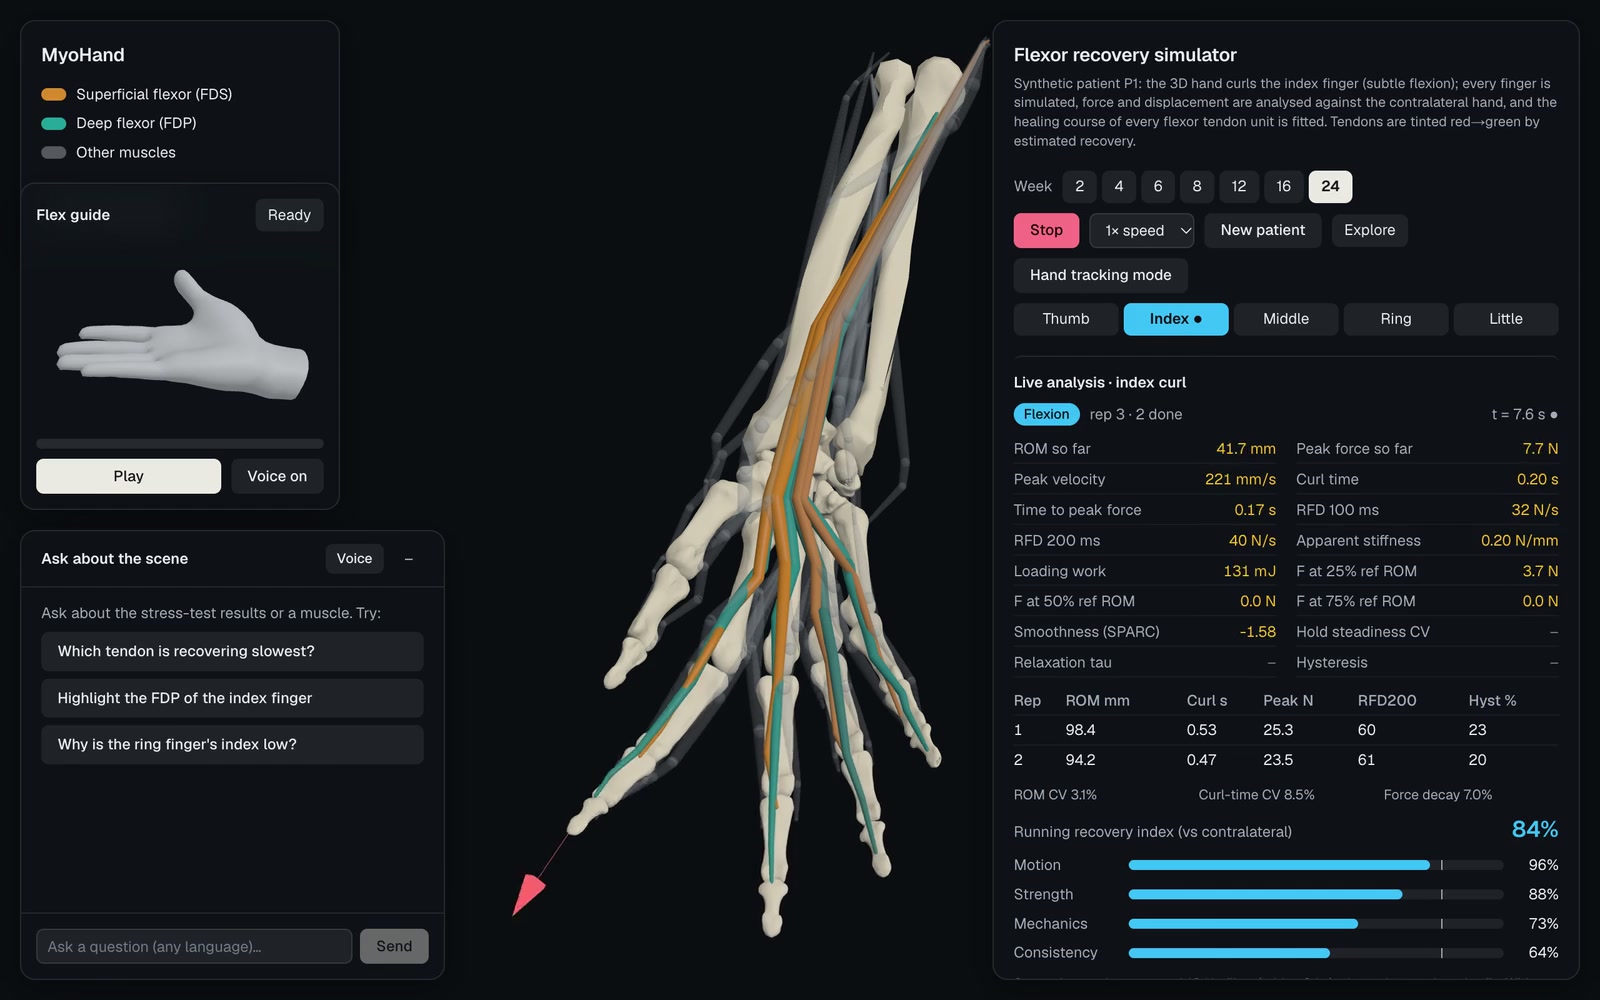 MyoHand
Superficial flexor (FDS)
Deep flexor (FDP)
Other muscles
Flex guide
Ready
Play
Voice on
Ask about the scene
Voice
–
Ask about the stress-test results or a muscle. Try:
Which tendon is recovering slowest?
Highlight the FDP of the index finger
Why is the ring finger's index low?
Ask a question (any language)...
Send
Flexor recovery simulator
Synthetic patient P1: the 3D hand curls the index finger (subtle flexion); every finger is
simulated, force and displacement are analysed against the contralateral hand, and the
healing course of every flexor tendon unit is fitted. Tendons are tinted red→green by
estimated recovery.
Week 2 4 6 8 12 16 24
Stop 1× speed New patient Explore
Hand tracking mode
Thumb Index ● Middle Ring Little
Live analysis · index curl
Flexion rep 3 · 2 done t = 7.6 s ●
ROM so far 41.7 mm Peak force so far 7.7 N
Peak velocity 221 mm/s Curl time 0.20 s
Time to peak force 0.17 s RFD 100 ms 32 N/s
RFD 200 ms 40 N/s Apparent stiffness 0.20 N/mm
Loading work 131 mJ F at 25% ref ROM 3.7 N
F at 50% ref ROM 0.0 N F at 75% ref ROM 0.0 N
Smoothness (SPARC) -1.58 Hold steadiness CV –
Relaxation tau – Hysteresis –
Rep ROM mm Curl s Peak N RFD200 Hyst %
1 98.4 0.53 25.3 60 23
2 94.2 0.47 23.5 61 20
ROM CV 3.1% Curl-time CV 8.5% Force decay 7.0%
Running recovery index (vs contralateral) 84%
Motion 96%
Strength 88%
Mechanics 73%
Consistency 64%